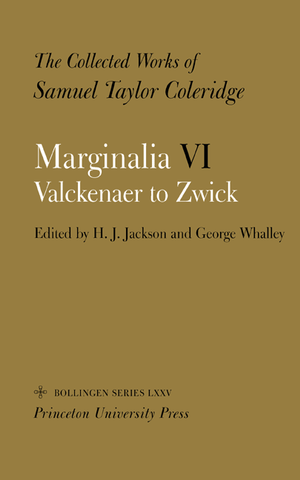 The Collected Works of
Samuel Taylor Coleridge
Marginalia VI
Valckenaer to Zwick
Edited by H. J. Jackson and George Whalley
BOLLINGEN SERIES LXXV
Princeton University Press